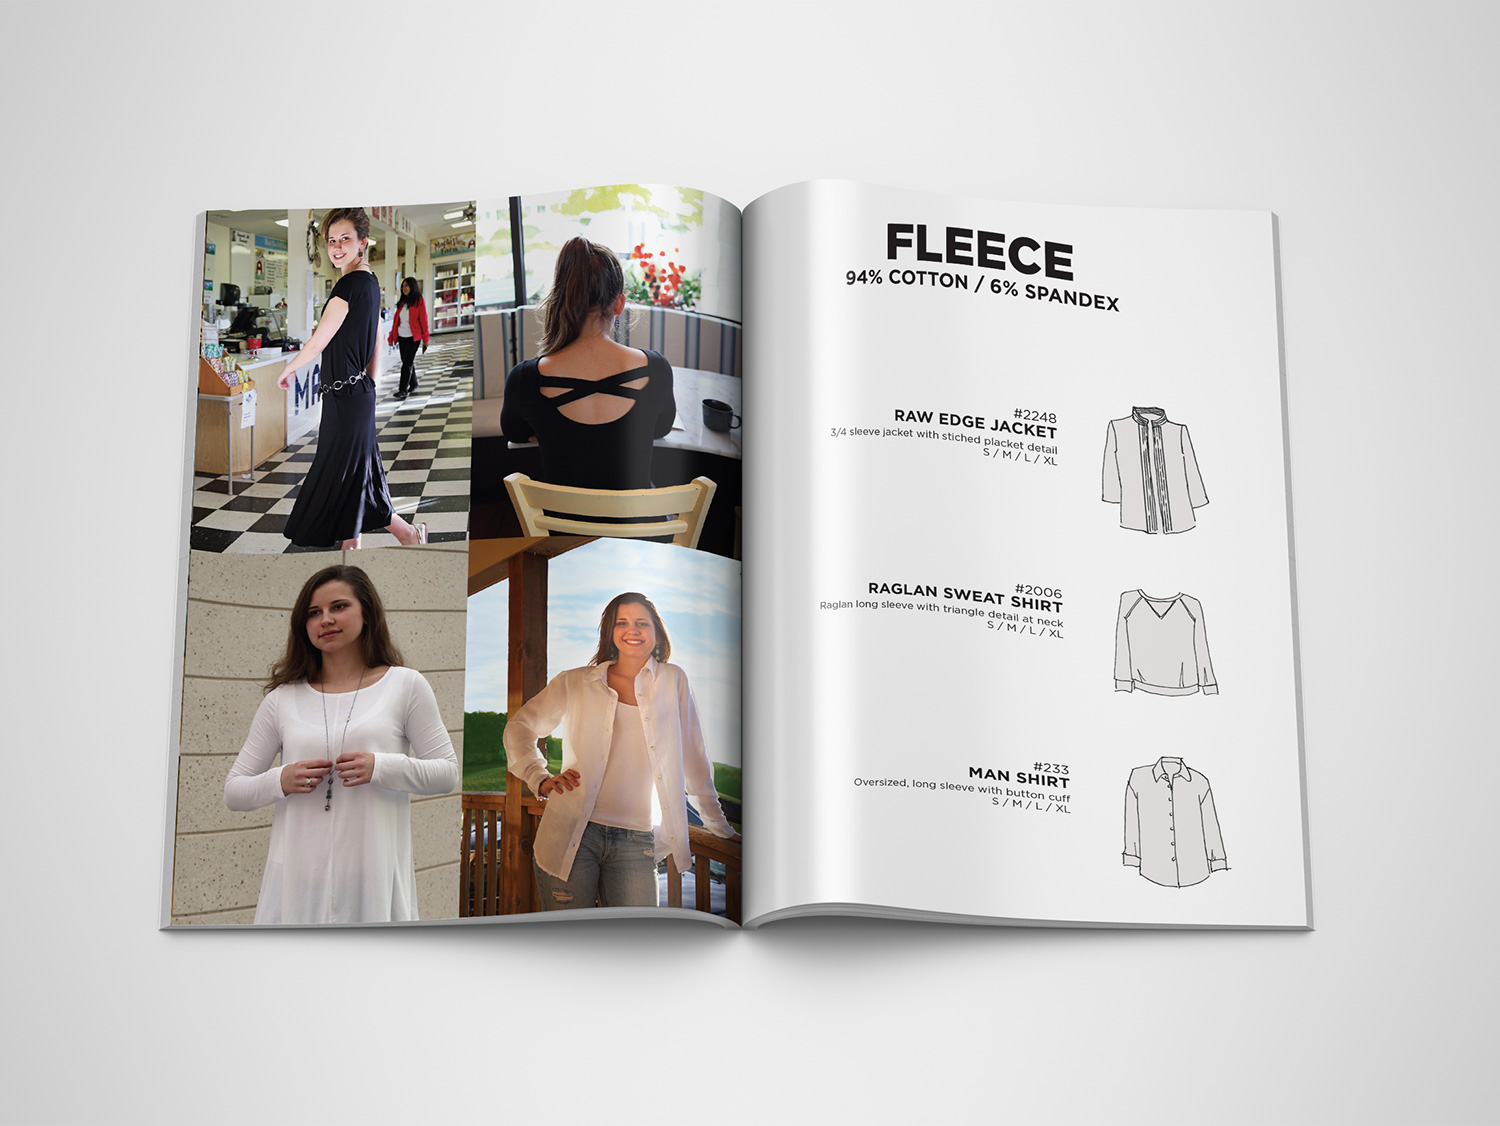 MA
FLEECE
94% COTTON / 6% SPANDEX
#2248
RAW EDGE JACKET
3/4 sleeve jacket with stiched placket detail
S / M / L / XL
#2006
RAGLAN SWEAT SHIRT
Raglan long sleeve with triangle detail at neck
S / M / L / XL
#233
MAN SHIRT
Oversized, long sleeve with button cuff
S / M / L / XL